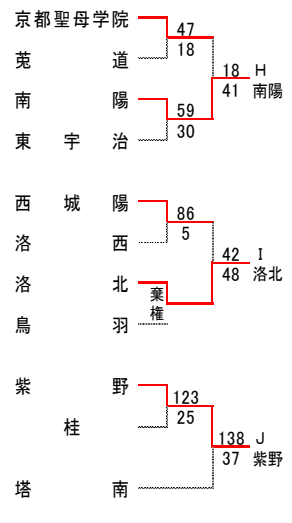 京都聖母学院
47
18
莵道
18 H
南陽
41 南陽
59
30
東宇治
西城陽
86
5
洛西
42 I
洛北
48 洛北
棄権
鳥羽
紫野
123
25
桂
138 J
37 紫野
塔南